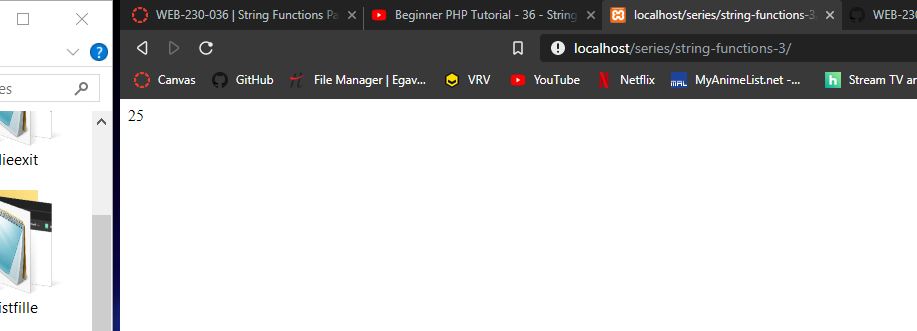 WEB-230-036 | String Functions Pa
Beginner PHP Tutorial - 36 - String
localhost/series/string-functions-3/
WEB-230
?
localhost/series/string-functions-3/
es
Canvas
GitHub
File Manager | Egav...
VRV
YouTube
Netflix
MAL
MyAnimeList.net -...
h
Stream TV an
25
lieexit
istfille